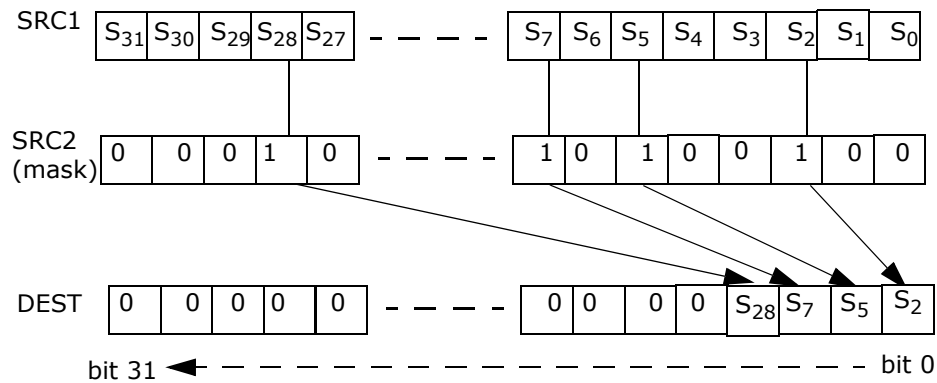 SRC1 S31 S30 S29 S28 S27 S7 S6 S5 S4 S3 S2 S1 S0
SRC2 (mask) 0 0 0 1 0 1 0 1 0 0 1 0 0
DEST 0 0 0 0 0 0 0 0 0 S28 S7 S5 S2
bit 31 bit 0